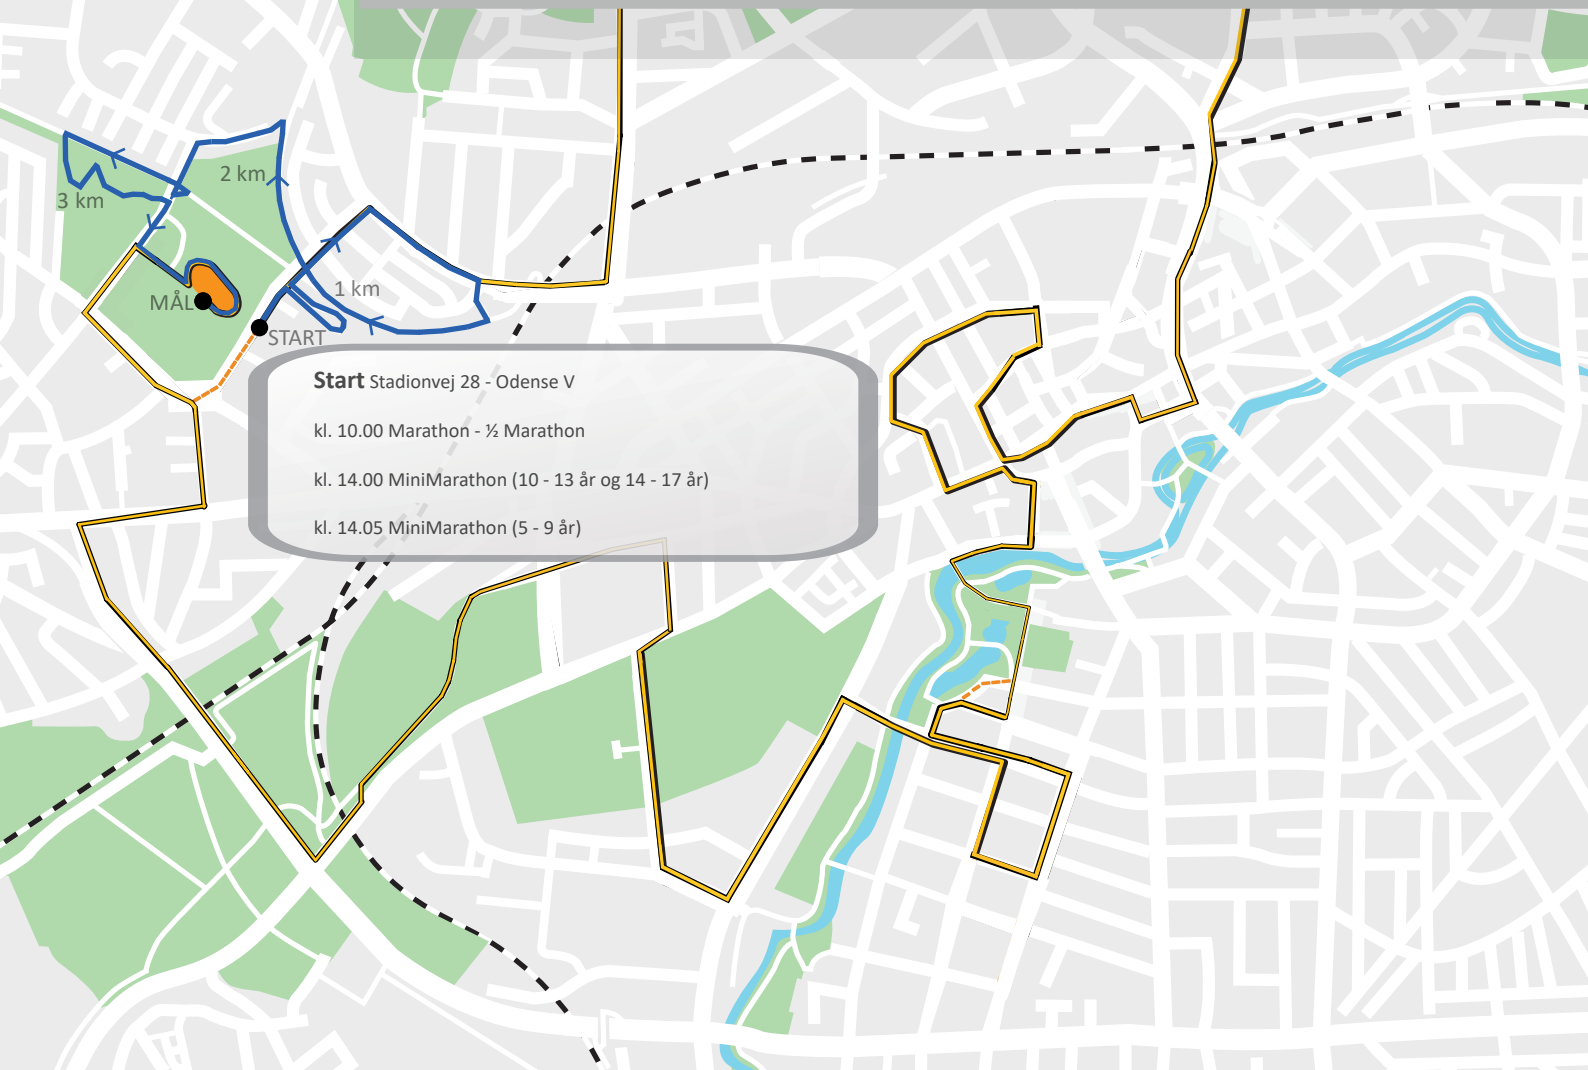 2 km
3 km
1 km
MÅL
START
Start Stadionvej 28 - Odense V
kl. 10.00 Marathon - ½ Marathon
kl. 14.00 MiniMarathon (10 - 13 år og 14 - 17 år)
kl. 14.05 MiniMarathon (5 - 9 år)